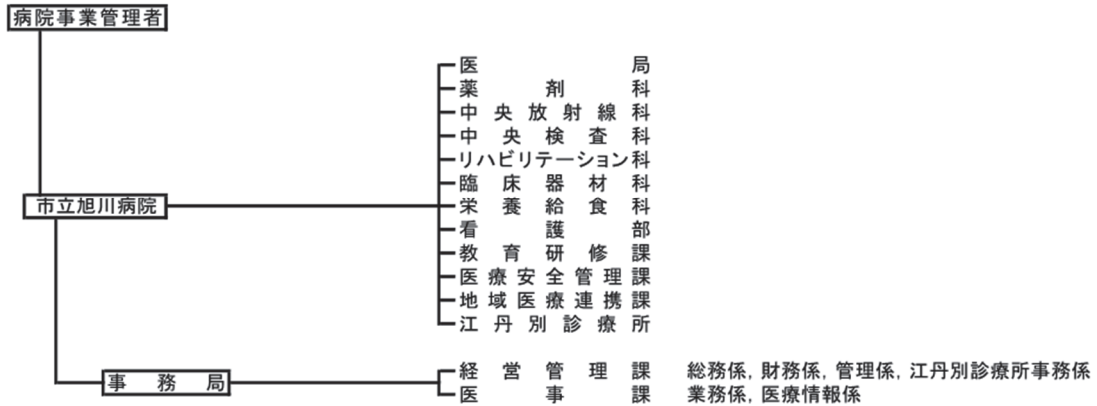 病院事業管理者
医局
薬剤科
中央放射線科
中央検査科
リハビリテーション科
臨床器材科
市立旭川病院
栄養給食科
看護部
教育研修課
医療安全管理課
地域医療連携課
江丹別診療所
事務局
経営管理課 総務係, 財務係, 管理係, 江丹別診療所事務係
医事課 業務係, 医療情報係